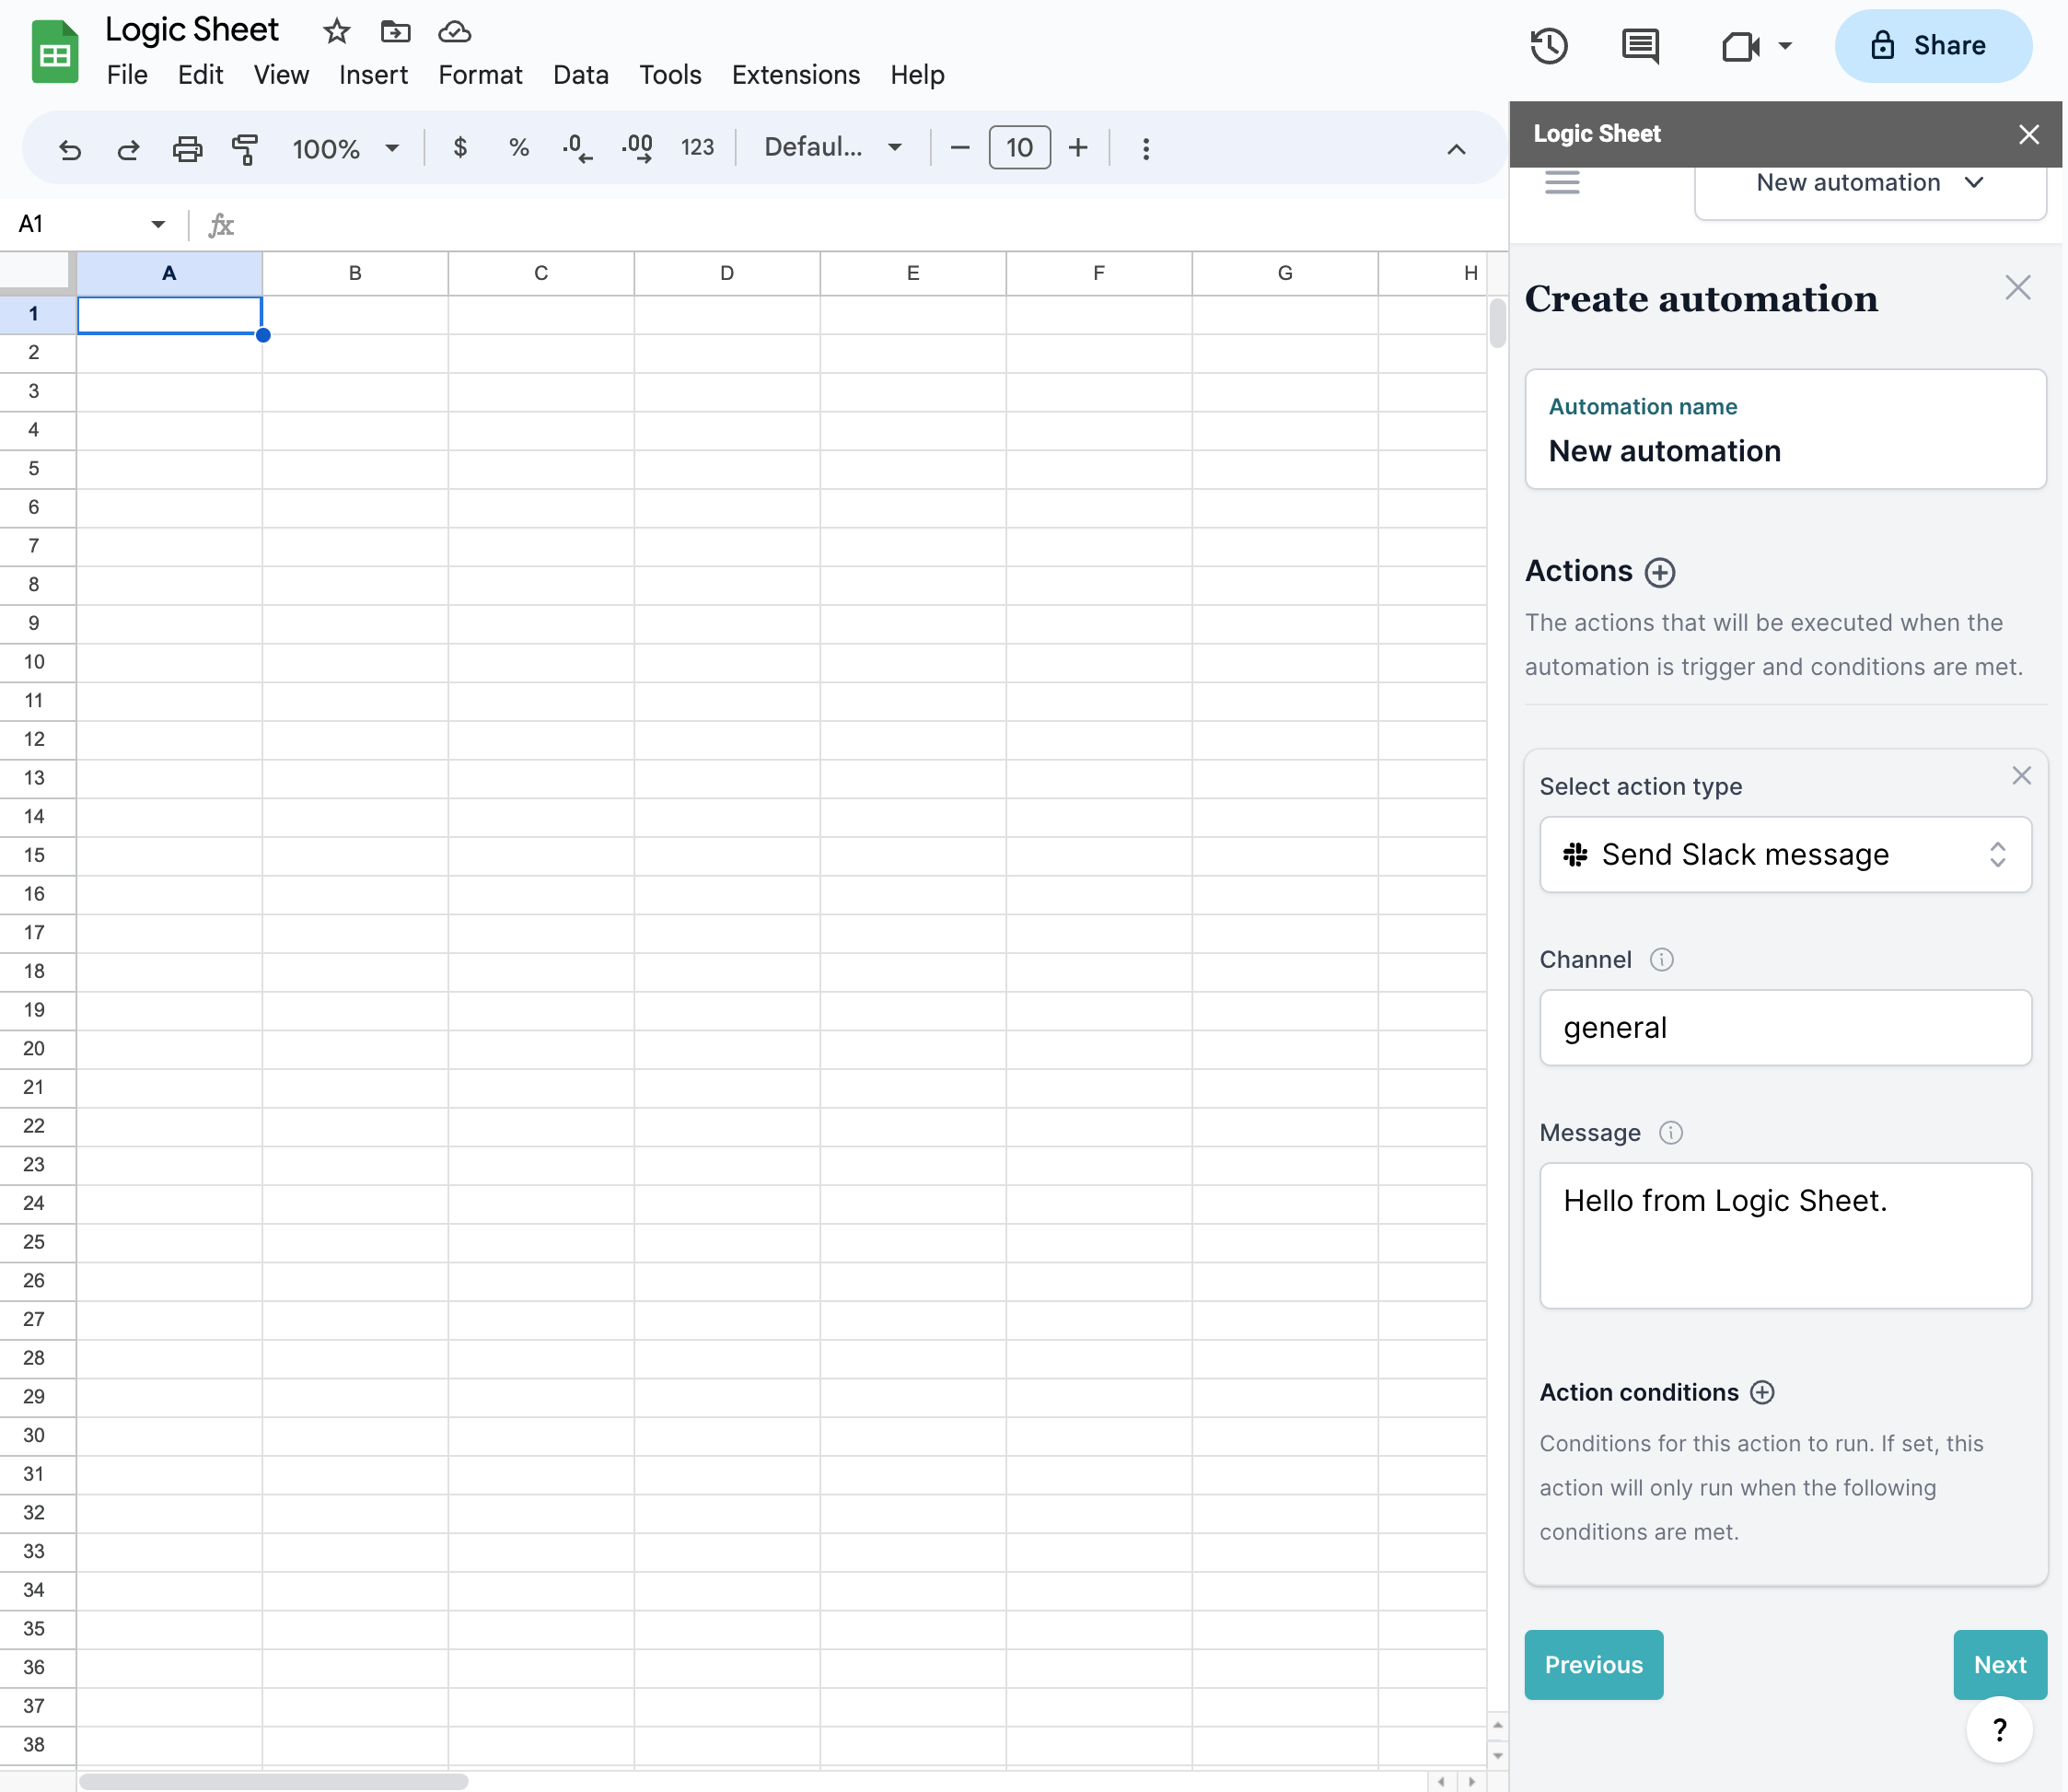 Logic Sheet
File Edit View Insert Format Data Tools Extensions Help
Share
100% $ % .0 .00 123 Defaul... 10
A1 fx
A B C D E F G H
1
2
3
4
5
6
7
8
9
10
11
12
13
14
15
16
17
18
19
20
21
22
23
24
25
26
27
28
29
30
31
32
33
34
35
36
37
38
Logic Sheet
New automation
Create automation
Automation name
New automation
Actions
The actions that will be executed when the
automation is trigger and conditions are met.
Select action type
Send Slack message
Channel
general
Message
Hello from Logic Sheet.
Action conditions
Conditions for this action to run. If set, this
action will only run when the following
conditions are met.
Previous Next
?